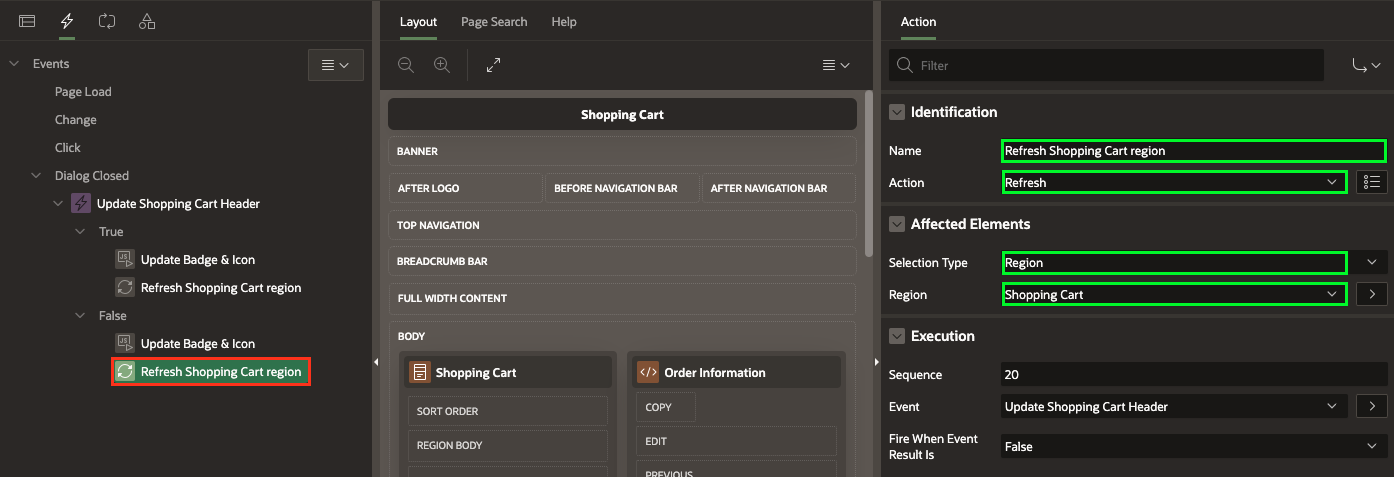 Events
Page Load
Change
Click
Dialog Closed
Update Shopping Cart Header
True
Update Badge & Icon
Refresh Shopping Cart region
False
Update Badge & Icon
Refresh Shopping Cart region
Layout
Page Search
Help
Shopping Cart
BANNER
AFTER LOGO
BEFORE NAVIGATION BAR
AFTER NAVIGATION BAR
TOP NAVIGATION
BREADCRUMB BAR
FULL WIDTH CONTENT
BODY
Shopping Cart
SORT ORDER
REGION BODY
Order Information
COPY
EDIT
PREVIOUS
Action
Filter
Identification
Name
Refresh Shopping Cart region
Action
Refresh
Affected Elements
Selection Type
Region
Region
Shopping Cart
Execution
Sequence
20
Event
Update Shopping Cart Header
Fire When Event
Result Is
False